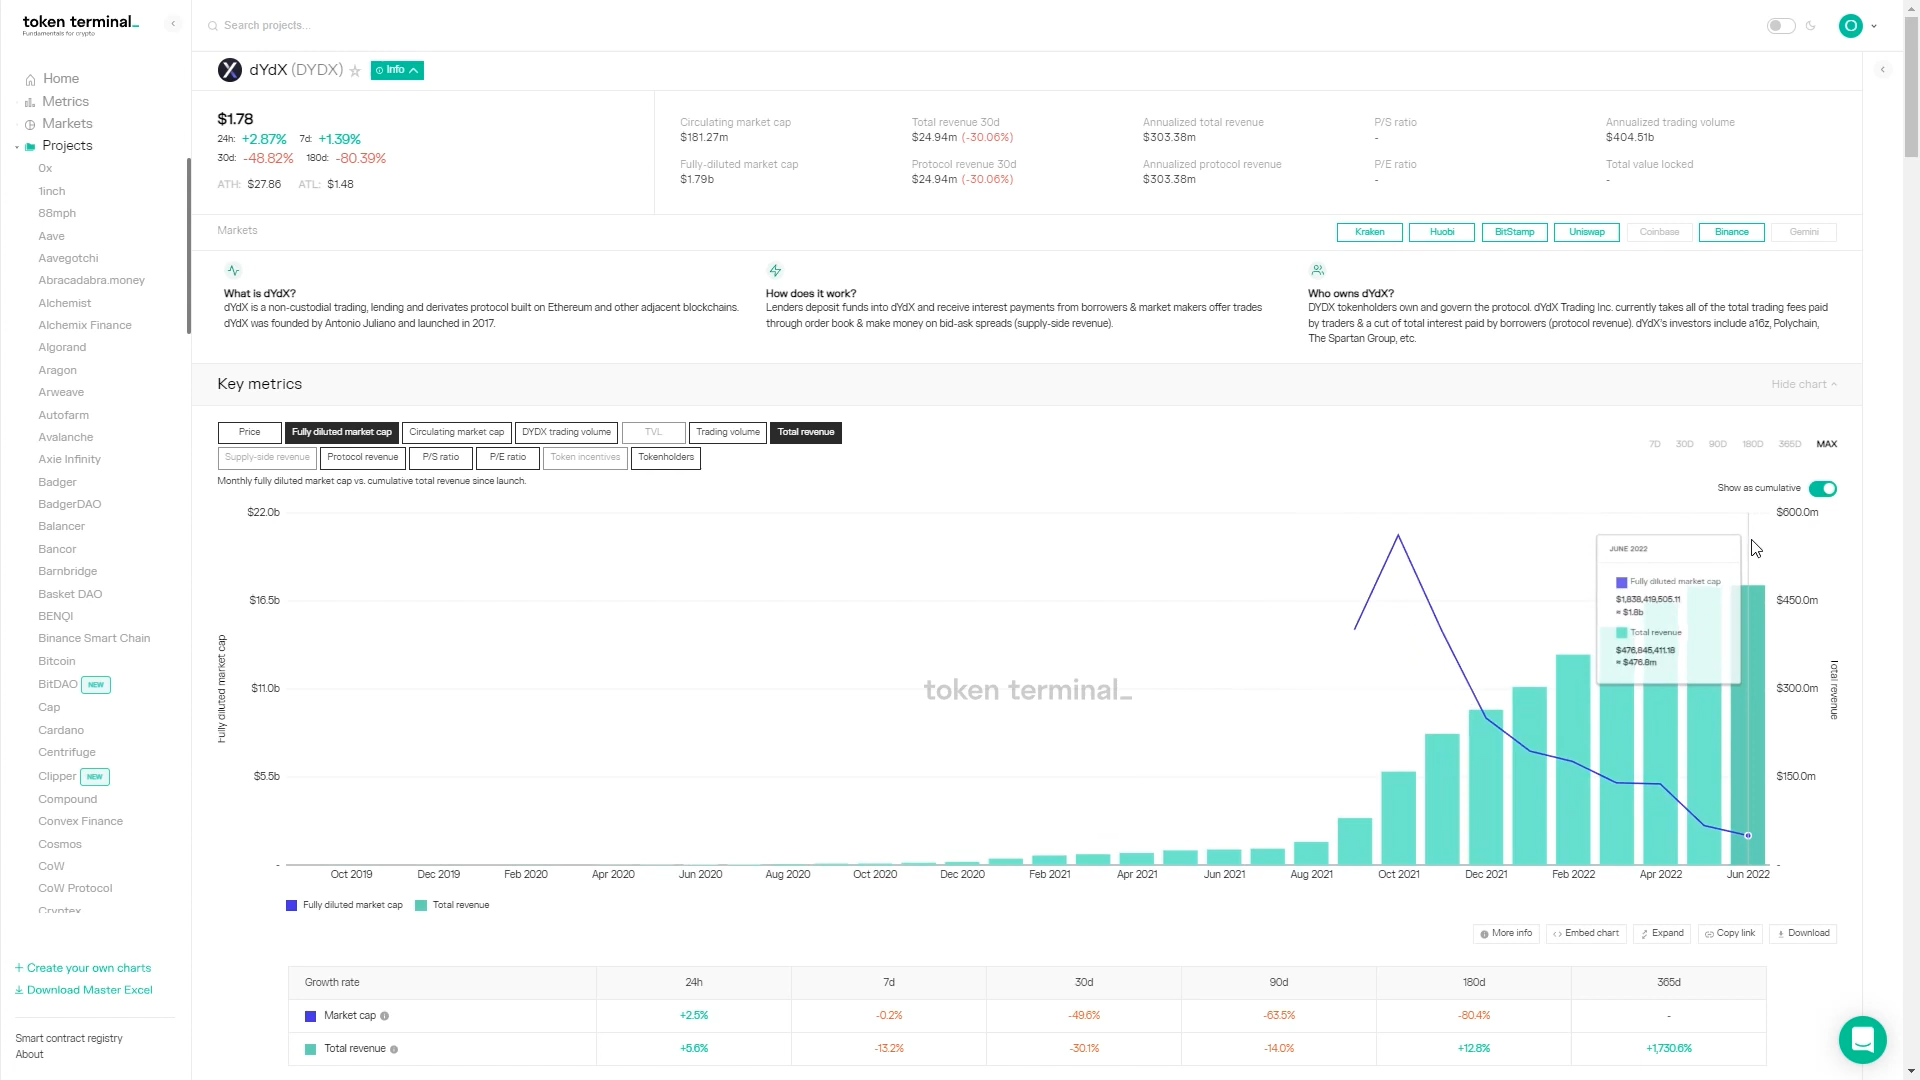 token terminal_
Fundamentals for crypto
Search projects...
Home
Metrics
Markets
Projects
0x
1inch
88mph
Aave
Aavegotchi
Abracadabra.money
Alchemist
Alchemix Finance
Algorand
Aragon
Arweave
Autofarm
Avalanche
Axie Infinity
Badger
BadgerDAO
Balancer
Bancor
Barnbridge
Basket DAO
BENQI
Binance Smart Chain
Bitcoin
BitDAO NEW
Cap
Cardano
Centrifuge
Clipper NEW
Compound
Convex Finance
Cosmos
CoW
CoW Protocol
Cryptex
+ Create your own charts
Download Master Excel
Smart contract registry
About
dYdX (DYDX) Info
$1.78
24h: +2.87% 7d: +1.39%
30d: -48.82% 180d: -80.39%
ATH: $27.86 ATL: $1.48
Circulating market cap
$181.27m
Fully-diluted market cap
$1.79b
Total revenue 30d
$24.94m (-30.06%)
Protocol revenue 30d
$24.94m (-30.06%)
Annualized total revenue
$303.38m
Annualized protocol revenue
$303.38m
P/S ratio
-
P/E ratio
-
Annualized trading volume
$404.51b
Total value locked
-
Markets
Kraken Huobi BitStamp Uniswap Coinbase Binance Gemini
What is dYdX?
dYdX is a non-custodial trading, lending and derivates protocol built on Ethereum and other adjacent blockchains.
dYdX was founded by Antonio Juliano and launched in 2017.
How does it work?
Lenders deposit funds into dYdX and receive interest payments from borrowers & market makers offer trades
through order book & make money on bid-ask spreads (supply-side revenue).
Who owns dYdX?
DYDX tokenholders own and govern the protocol. dYdX Trading Inc. currently takes all of the total trading fees paid
by traders & a cut of total interest paid by borrowers (protocol revenue). dYdX's investors include a16z, Polychain,
The Spartan Group, etc.
Key metrics
Hide chart
Price Fully diluted market cap Circulating market cap DYDX trading volume TVL Trading volume Total revenue
Supply-side revenue Protocol revenue P/S ratio P/E ratio Token incentives Tokenholders
7D 30D 90D 180D 365D MAX
Monthly fully diluted market cap vs. cumulative total revenue since launch.
Show as cumulative
$22.0b
$16.5b
$11.0b
$5.5b
-
Fully diluted market cap
token terminal_
JUNE 2022
Fully diluted market cap
$1,838,419,505.11
≈ $1.8b
Total revenue
$476,845,411.18
≈ $476.8m
$600.0m
$450.0m
$300.0m
$150.0m
-
Total revenue
Oct 2019 Dec 2019 Feb 2020 Apr 2020 Jun 2020 Aug 2020 Oct 2020 Dec 2020 Feb 2021 Apr 2021 Jun 2021 Aug 2021 Oct 2021 Dec 2021 Feb 2022 Apr 2022 Jun 2022
Fully diluted market cap Total revenue
More info Embed chart Expand Copy link Download
Growth rate 24h 7d 30d 90d 180d 365d
Market cap +2.5% -0.2% -49.6% -63.5% -80.4% -
Total revenue +5.6% -13.2% -30.1% -14.0% +12.8% +1,730.6%